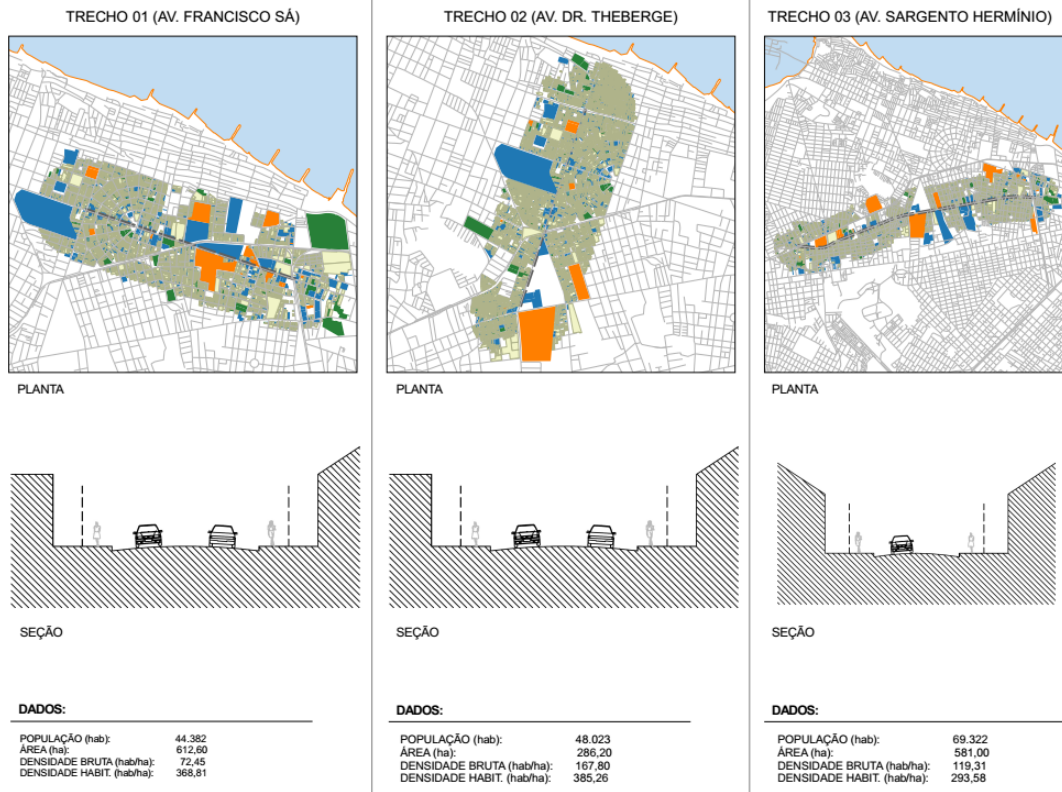 TRECHO 01 (AV. FRANCISCO SÁ)
PLANTA
SEÇÃO
DADOS:
POPULAÇÃO (hab): 44.382
ÁREA (ha): 612,60
DENSIDADE BRUTA (hab/ha): 72,45
DENSIDADE HABIT. (hab/ha): 368,81
TRECHO 02 (AV. DR. THEBERGE)
PLANTA
SEÇÃO
DADOS:
POPULAÇÃO (hab): 48.023
ÁREA (ha): 286,20
DENSIDADE BRUTA (hab/ha): 167,80
DENSIDADE HABIT. (hab/ha): 385,26
TRECHO 03 (AV. SARGENTO HERMÍNIO)
PLANTA
SEÇÃO
DADOS:
POPULAÇÃO (hab): 69.322
ÁREA (ha): 581,00
DENSIDADE BRUTA (hab/ha): 119,31
DENSIDADE HABIT. (hab/ha): 293,58